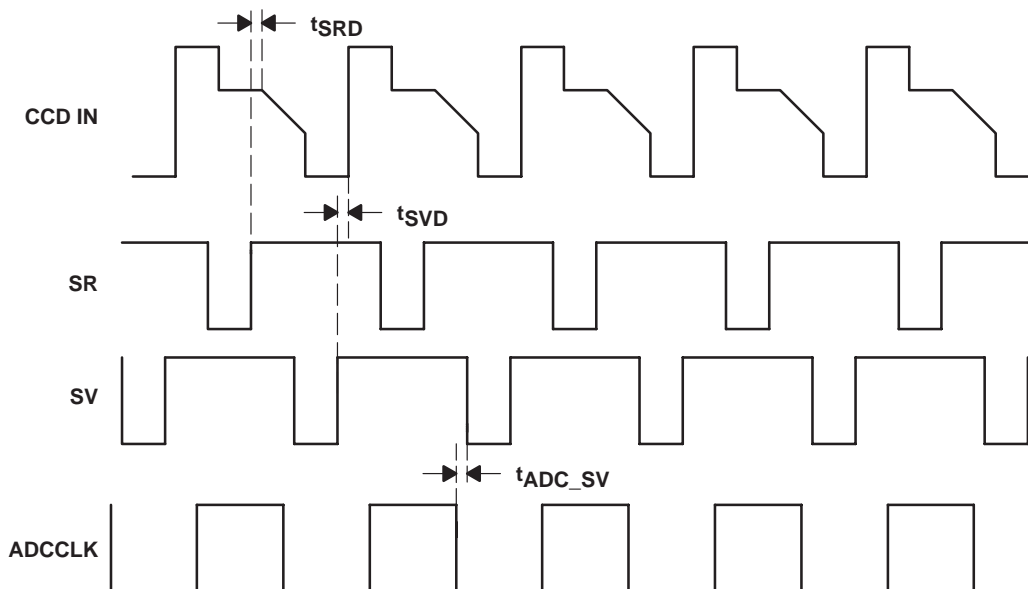 tSRD
CCD IN
tSVD
SR
SV
tADC_SV
ADCCLK